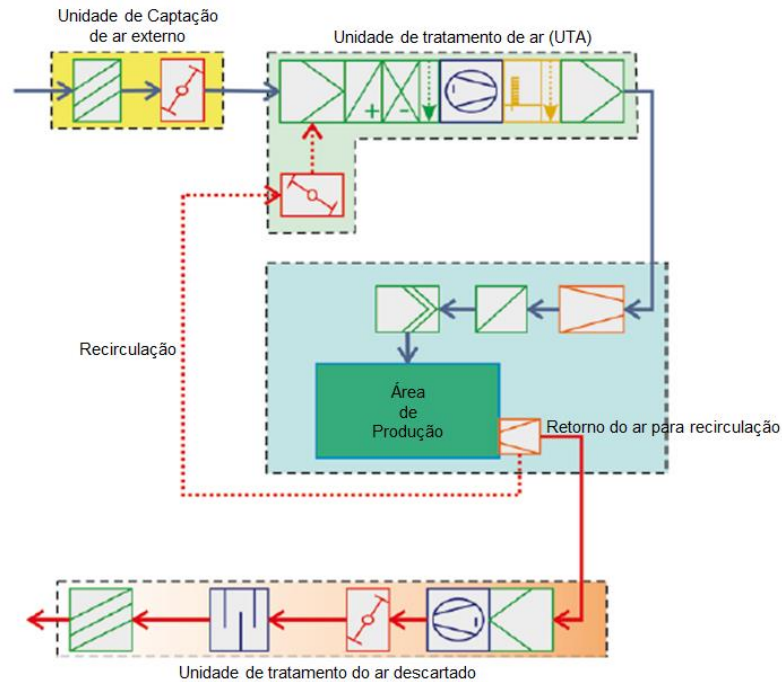 Unidade de Captação
de ar externo
Unidade de tratamento de ar (UTA)
+
-
Recirculação
Área
de
Produção
Retorno do ar para recirculação
Unidade de tratamento do ar descartado